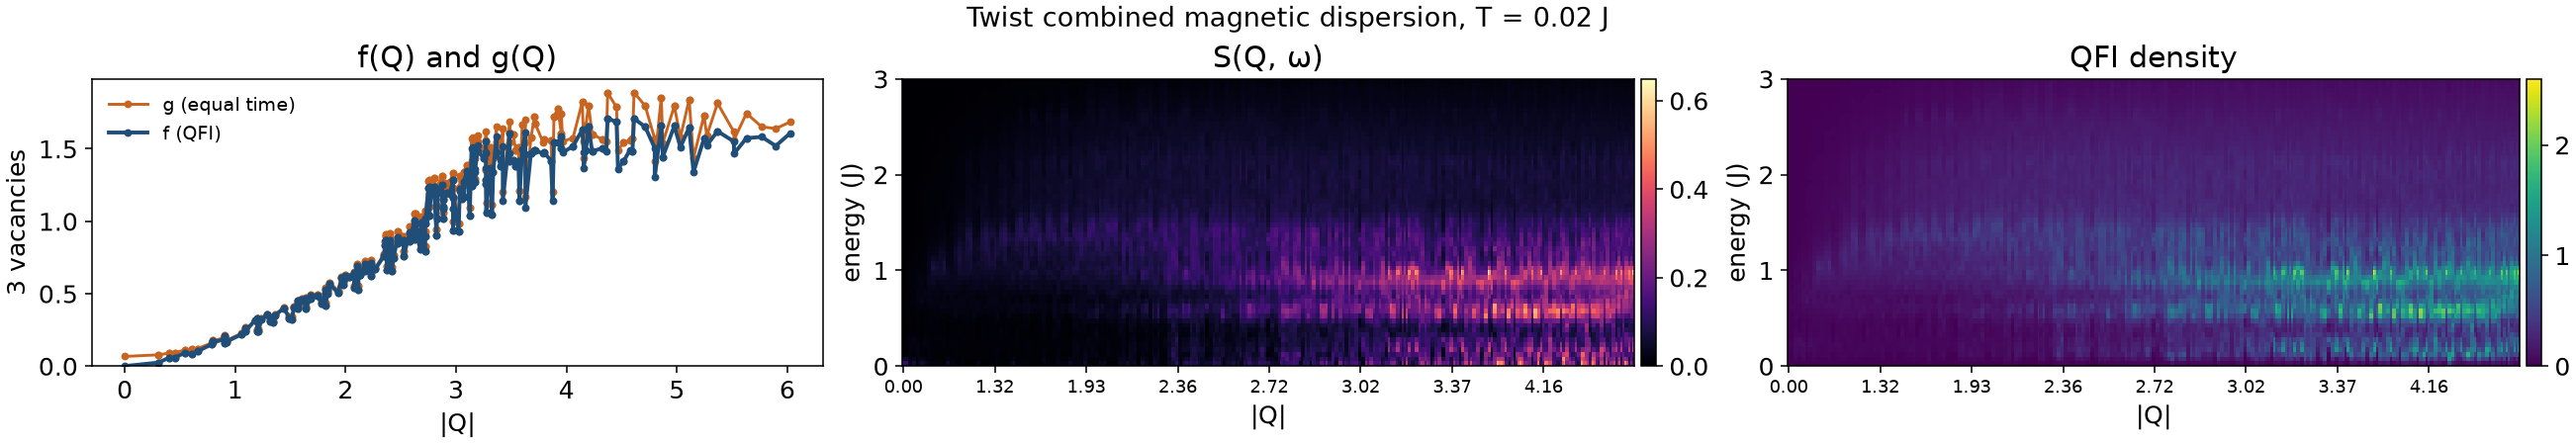 Twist combined magnetic dispersion, T = 0.02 J
f(Q) and g(Q)
g (equal time)
f (QFI)
3 vacancies
1.5
1.0
0.5
0.0
0 1 2 3 4 5 6
|Q|
S(Q, ω)
energy (J)
3
2
1
0
0.00 1.32 1.93 2.36 2.72 3.02 3.37 4.16
|Q|
0.6
0.4
0.2
0.0
QFI density
energy (J)
3
2
1
0
0.00 1.32 1.93 2.36 2.72 3.02 3.37 4.16
|Q|
2
1
0